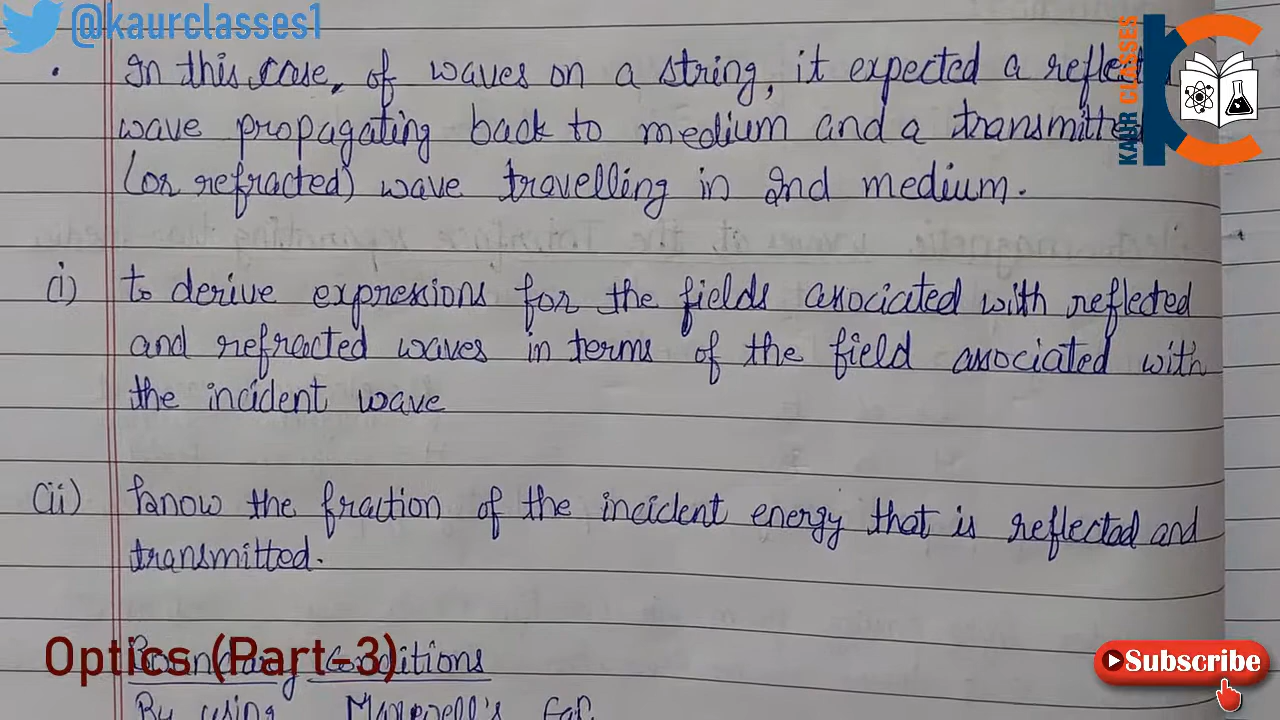 @kaurclasses1
KAUR CLASSES
• In this case, of waves on a string, it expected a reflected
wave propagating back to medium and a transmitted
(or refracted) wave travelling in 2nd medium.
(i) to derive expressions for the fields associated with reflected
and refracted waves in terms of the field associated with
the incident wave
(ii) know the fraction of the incident energy that is reflected and
transmitted.
Optics (Part-3)
Boundary Conditions
By using Maxwell's Eqn.
Subscribe